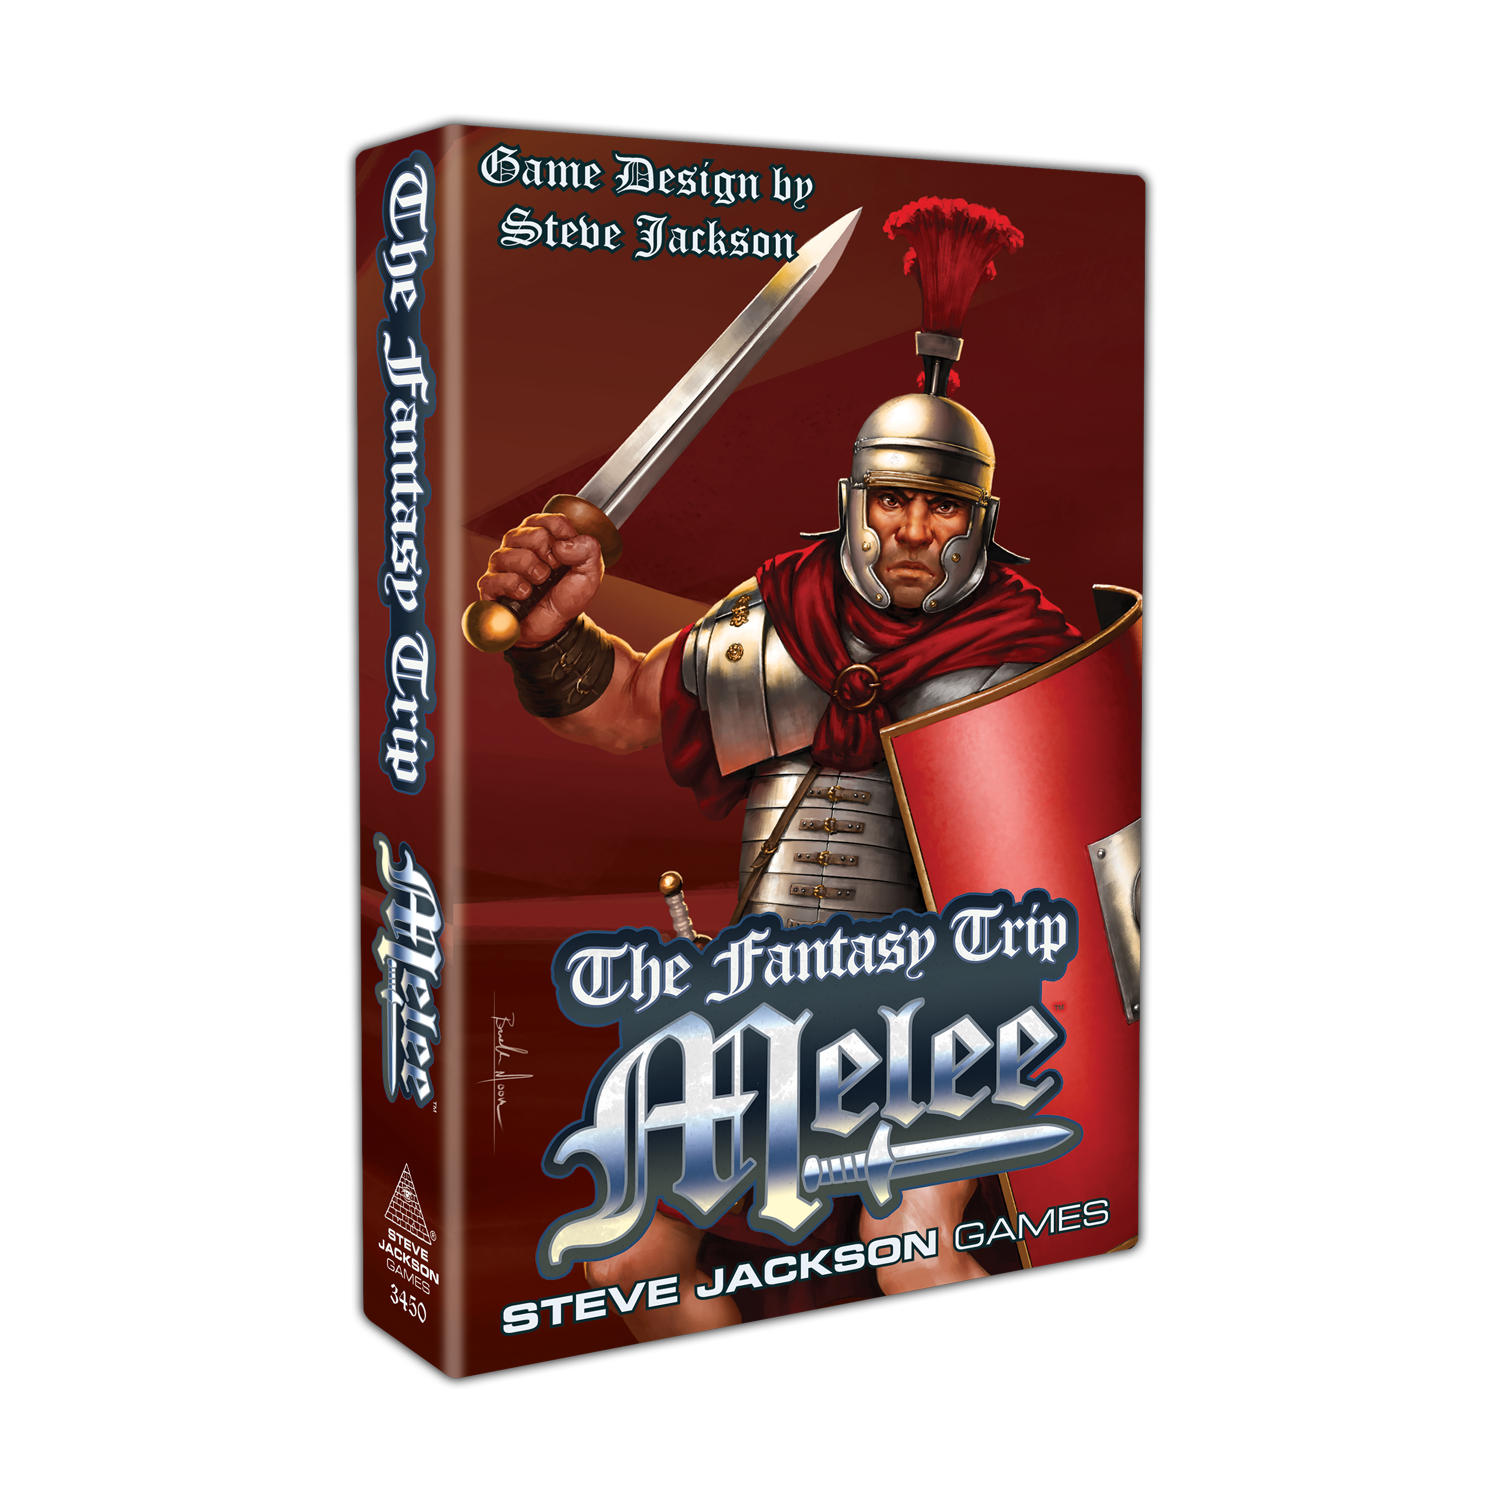 The Fantasy Trip
Melee™
STEVE
JACKSON
GAMES
®
3450
Game Design by
Steve Jackson
The Fantasy Trip
Melee
STEVE JACKSON GAMES